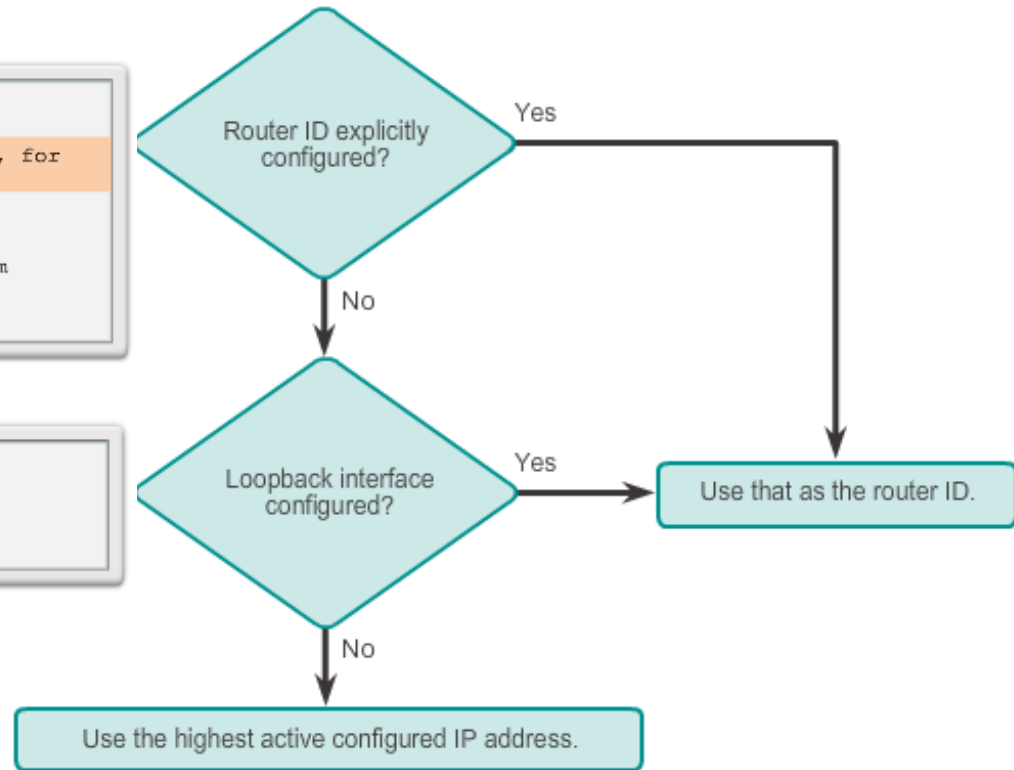 Router ID explicitly
configured?
Yes
, for
No
Loopback interface
configured?
Yes
Use that as the router ID.
No
Use the highest active configured IP address.